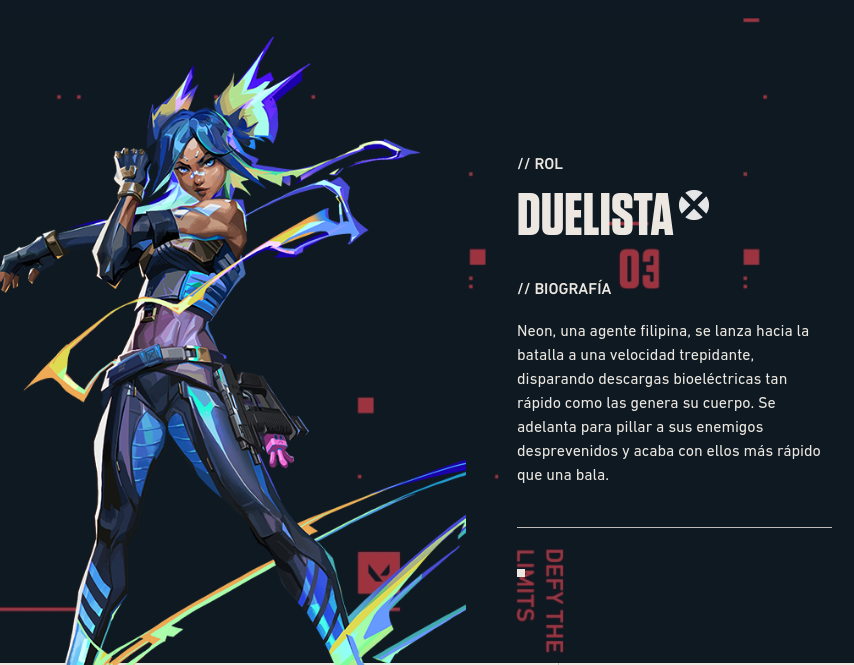 // ROL
DUELISTA
03
// BIOGRAFÍA
Neon, una agente filipina, se lanza hacia la
batalla a una velocidad trepidante,
disparando descargas bioeléctricas tan
rápido como las genera su cuerpo. Se
adelanta para pillar a sus enemigos
desprevenidos y acaba con ellos más rápido
que una bala.
DEFY THE
LIMITS